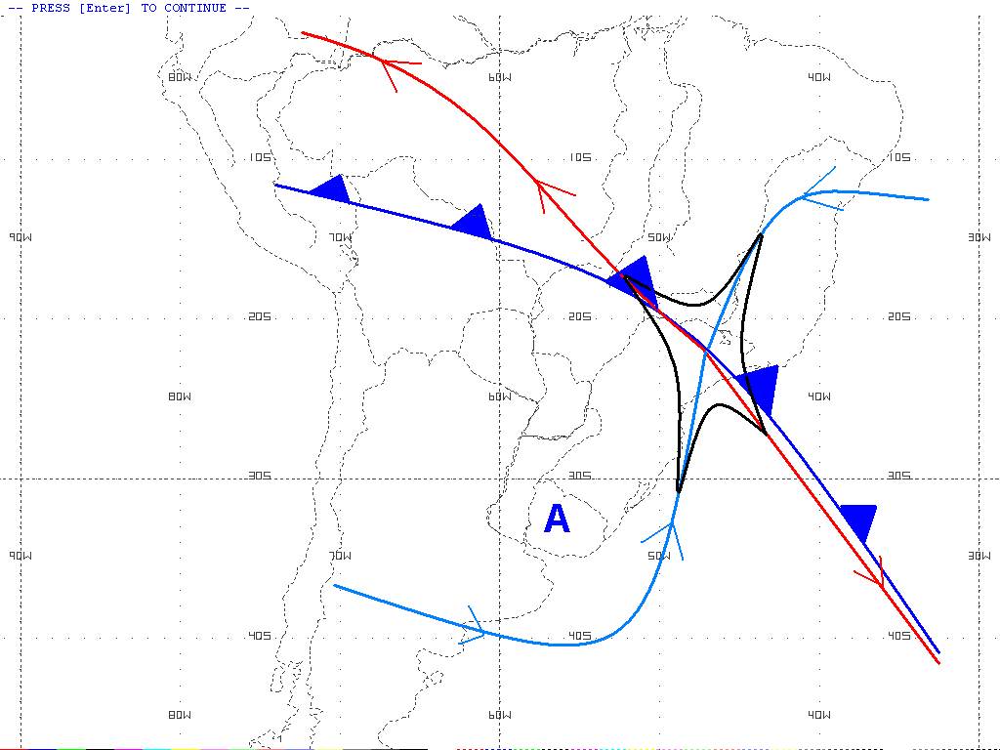 -- PRESS [Enter] TO CONTINUE --
80W 60W 40W
10S 10S 10S
90W 70W 50W 30W
20S 20S 20S
80W 60W 40W
30S 30S 30S
A
90W 70W 50W 30W
40S 40S 40S
80W 60W 40W